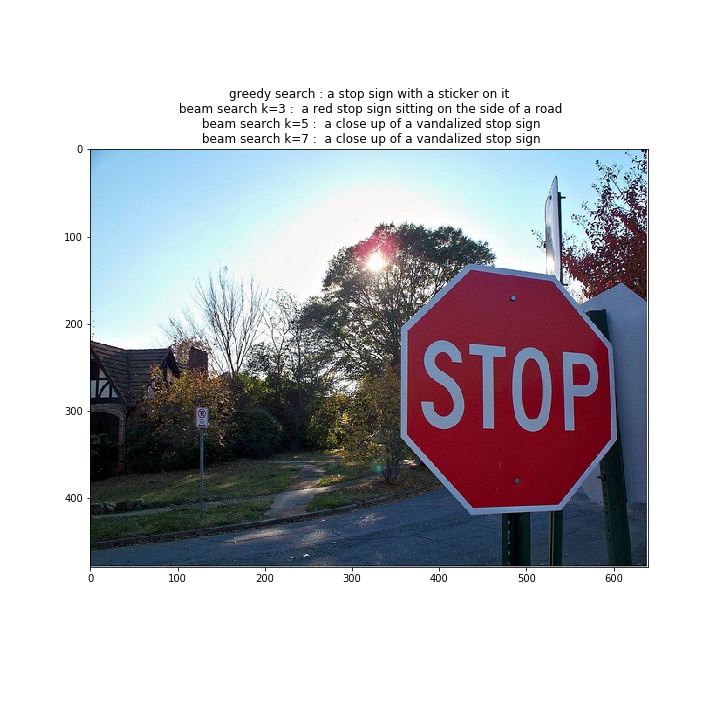 greedy search : a stop sign with a sticker on it
beam search k=3 :  a red stop sign sitting on the side of a road
beam search k=5 :  a close up of a vandalized stop sign
beam search k=7 :  a close up of a vandalized stop sign
0
100
200
300
400
STOP
0 100 200 300 400 500 600